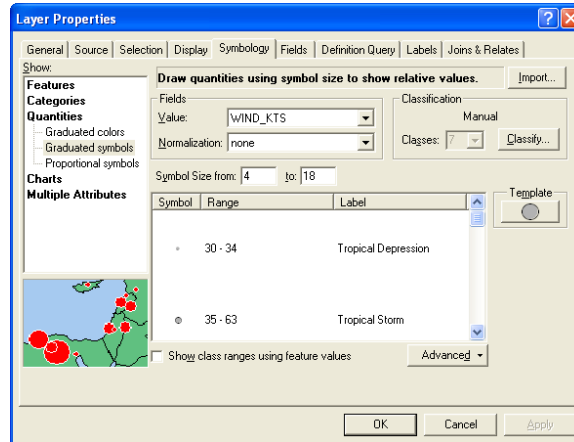 Layer Properties
General Source Selection Display Symbology Fields Definition Query Labels Joins & Relates
Show:
Features
Categories
Quantities
Graduated colors
Graduated symbols
Proportional symbols
Charts
Multiple Attributes
Draw quantities using symbol size to show relative values.
Import...
Fields
Value: WIND_KTS
Normalization: none
Classification
Manual
Classes: 7 Classify...
Symbol Size from: 4 to: 18
Symbol Range Label
30 - 34 Tropical Depression
35 - 63 Tropical Storm
Template
Show class ranges using feature values
Advanced
OK Cancel Apply